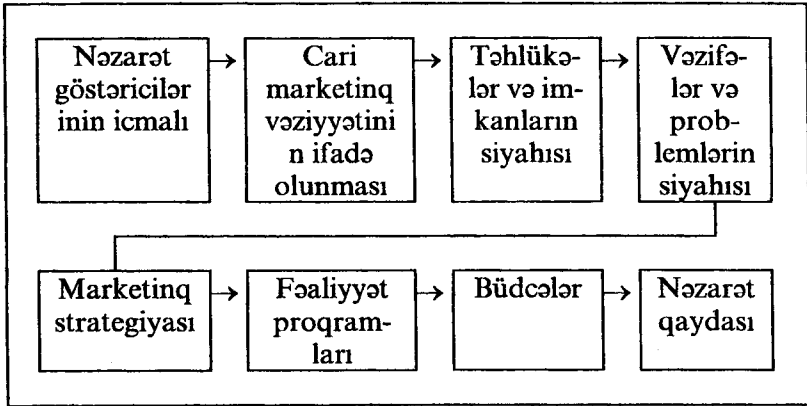 Nəzarət
göstəricilər
inin icmalı
Cari
marketinq
vəziyyətini
n ifadə
olunması
Təhlükə-
lər və im-
kanların
siyahısı
Vəzifə-
lər və
prob-
lemlərin
siyahısı
Marketinq
strategiyası
Fəaliyyət
proqram-
ları
Büdcələr
Nəzarət
qaydası